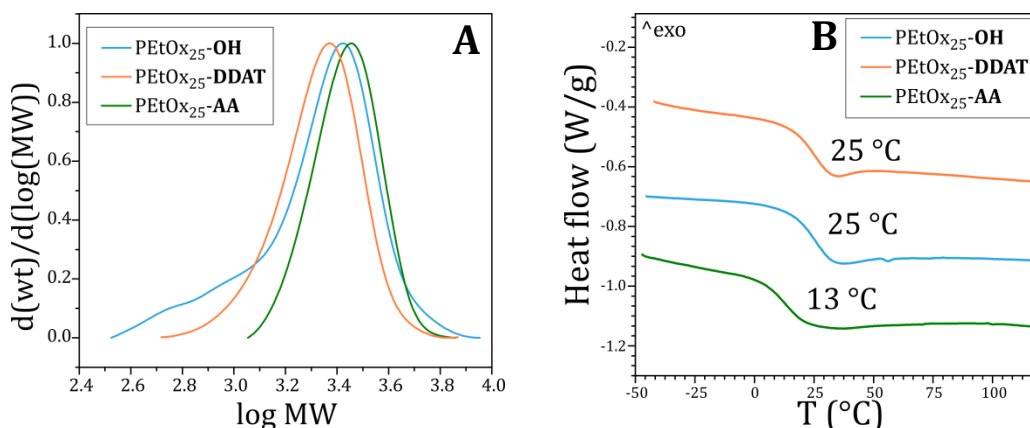 A
PEtOx25-OH
PEtOx25-DDAT
PEtOx25-AA
d(wt)/d(log(MW))
1.0
0.8
0.6
0.4
0.2
0.0
2.4 2.6 2.8 3.0 3.2 3.4 3.6 3.8 4.0
log MW
^exo
B
PEtOx25-OH
PEtOx25-DDAT
PEtOx25-AA
Heat flow (W/g)
-0.2
-0.4
-0.6
-0.8
-1.0
-1.2
25 °C
25 °C
13 °C
-50 -25 0 25 50 75 100
T (°C)